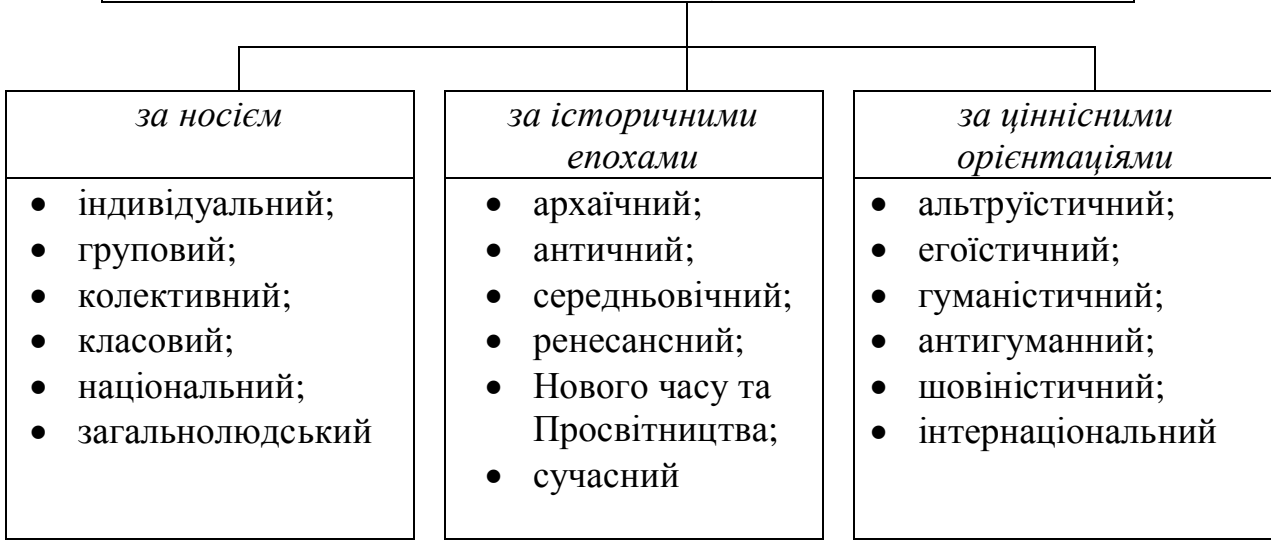 за носієм
• індивідуальний;
• груповий;
• колективний;
• класовий;
• національний;
• загальнолюдський
за історичними
епохами
• архаїчний;
• античний;
• середньовічний;
• ренесансний;
• Нового часу та
Просвітництва;
• сучасний
за ціннісними
орієнтаціями
• альтруїстичний;
• егоїстичний;
• гуманістичний;
• антигуманний;
• шовіністичний;
• інтернаціональний